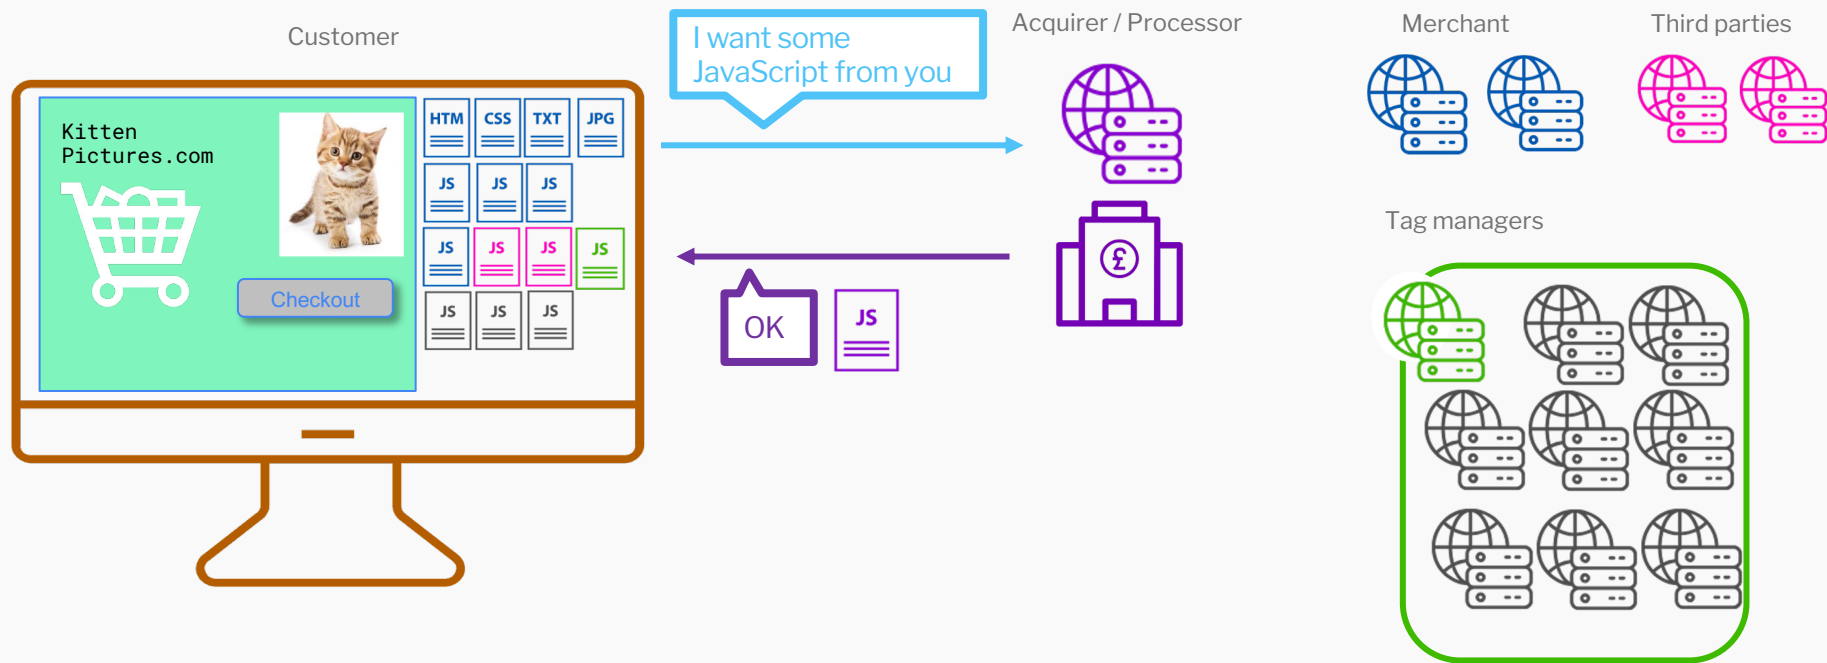 Customer
I want some
JavaScript from you
Acquirer / Processor
Merchant
Third parties
Kitten
Pictures.com
HTM
CSS
TXT
JPG
JS
JS
JS
JS
JS
JS
JS
JS
JS
JS
Checkout
£
OK
JS
Tag managers